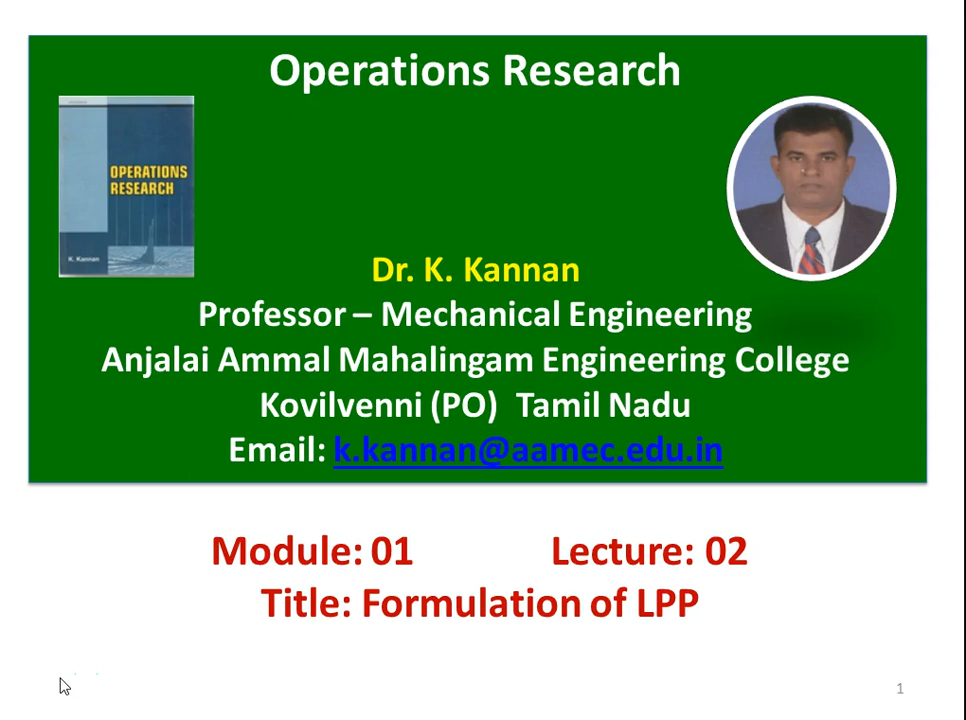 Operations Research
OPERATIONS
RESEARCH
K. Kannan
Dr. K. Kannan
Professor – Mechanical Engineering
Anjalai Ammal Mahalingam Engineering College
Kovilvenni (PO) Tamil Nadu
Email: k.kannan@aamec.edu.in
Module: 01 Lecture: 02
Title: Formulation of LPP
1